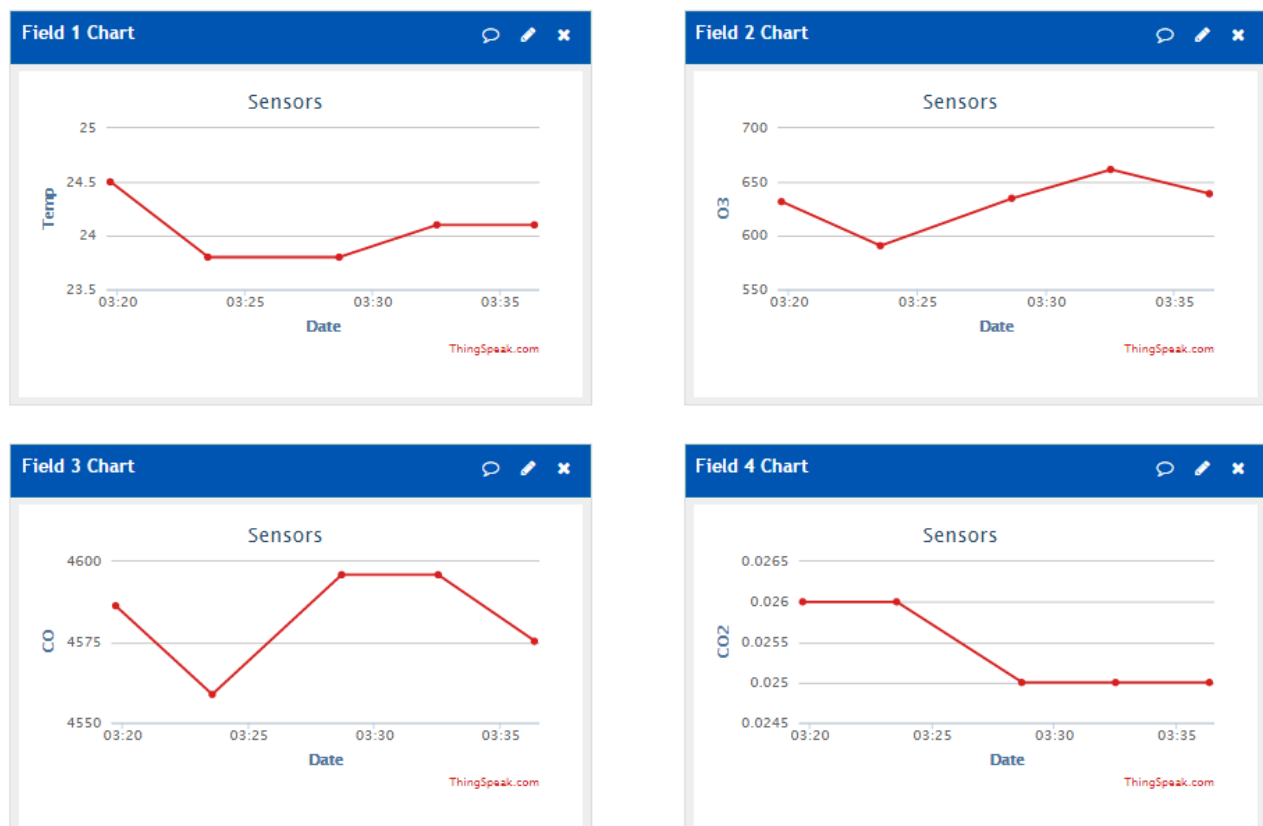 Field 1 Chart
Sensors
25
24.5
24
23.5
Temp
03:20 03:25 03:30 03:35
Date
ThingSpeak.com
Field 2 Chart
Sensors
700
650
600
550
O3
03:20 03:25 03:30 03:35
Date
ThingSpeak.com
Field 3 Chart
Sensors
4600
4575
4550
CO
03:20 03:25 03:30 03:35
Date
ThingSpeak.com
Field 4 Chart
Sensors
0.0265
0.026
0.0255
0.025
0.0245
CO2
03:20 03:25 03:30 03:35
Date
ThingSpeak.com